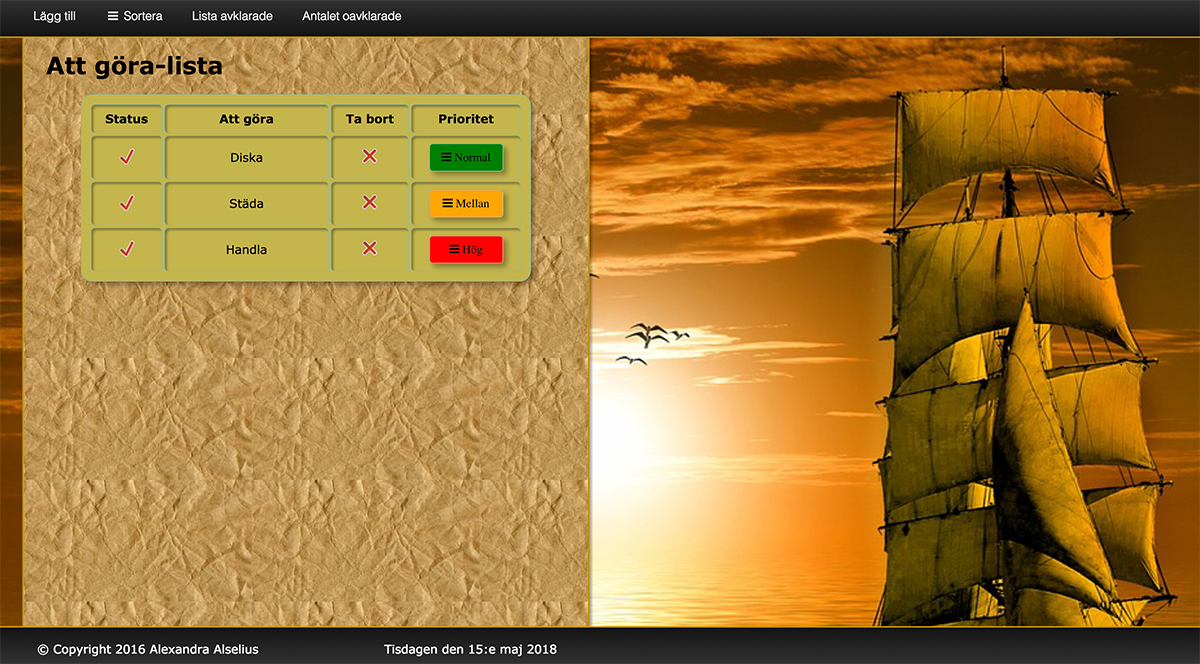 Lägg till Sortera Lista avklarade Antalet oavklarade
Att göra-lista
Status Att göra Ta bort Prioritet
Diska Normal
Städa Mellan
Handla Hög
© Copyright 2016 Alexandra Alselius Tisdagen den 15:e maj 2018